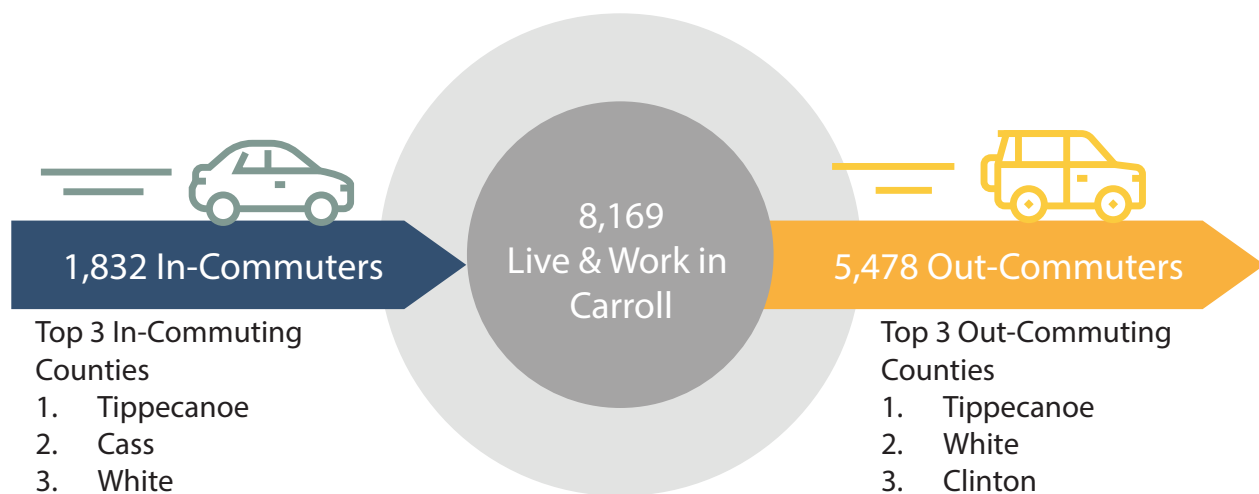 1,832 In-Commuters
Top 3 In-Commuting
Counties
1. Tippecanoe
2. Cass
3. White
8,169
Live & Work in
Carroll
5,478 Out-Commuters
Top 3 Out-Commuting
Counties
1. Tippecanoe
2. White
3. Clinton